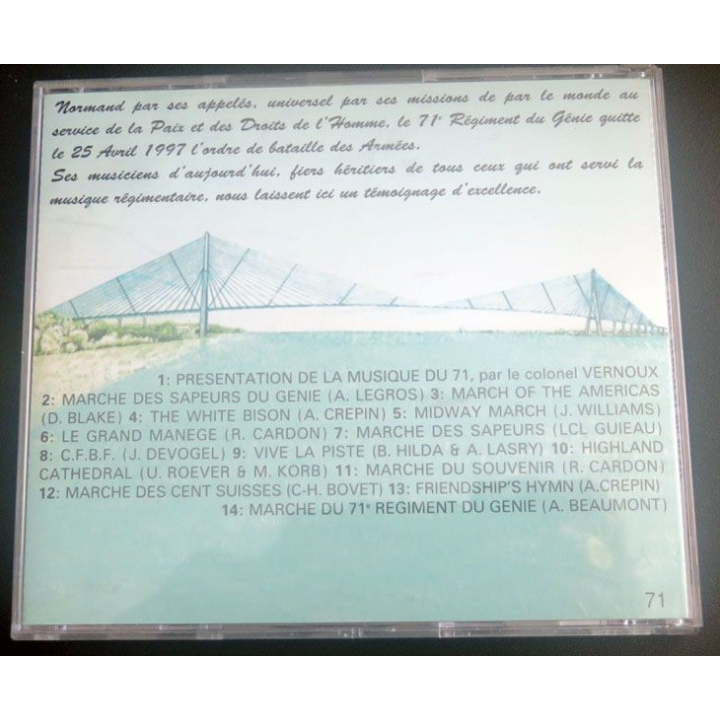 Normand par ses appelés, universel par ses missions de par le monde au
service de la Paix et des Droits de l'Homme, le 71e Régiment du Génie quitte
le 25 Avril 1997 l'ordre de bataille des Armées.
Ses musiciens d'aujourd'hui, fiers héritiers de tous ceux qui ont servi la
musique régimentaire, nous laissent ici un témoignage d'excellence.
1: PRESENTATION DE LA MUSIQUE DU 71, par le colonel VERNOUX
2: MARCHE DES SAPEURS DU GENIE (A. LEGROS) 3: MARCH OF THE AMERICAS
(D. BLAKE) 4: THE WHITE BISON (A. CREPIN) 5: MIDWAY MARCH (J. WILLIAMS)
6: LE GRAND MANEGE (R. CARDON) 7: MARCHE DES SAPEURS (LCL GUIEAU)
8: C.F.B.F. (J. DEVOGEL) 9: VIVE LA PISTE (B. HILDA & A. LASRY) 10: HIGHLAND
CATHEDRAL (U. ROEVER & M. KORB) 11: MARCHE DU SOUVENIR (R. CARDON)
12: MARCHE DES CENT SUISSES (C-H. BOVET) 13: FRIENDSHIP'S HYMN (A.CREPIN)
14: MARCHE DU 71e REGIMENT DU GENIE (A. BEAUMONT)
71